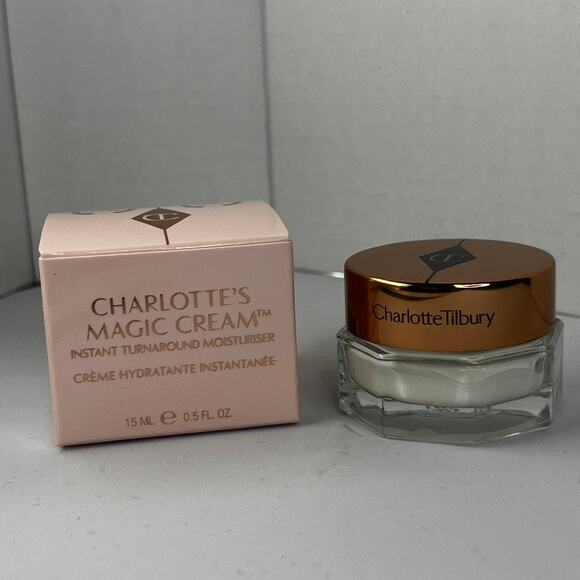 CHARLOTTE'S
MAGIC CREAM™
INSTANT TURNAROUND MOISTURISER
CRÈME HYDRATANTE INSTANTANÉE
15 ML ℮ 0.5 FL. OZ.
CharlotteTilbury